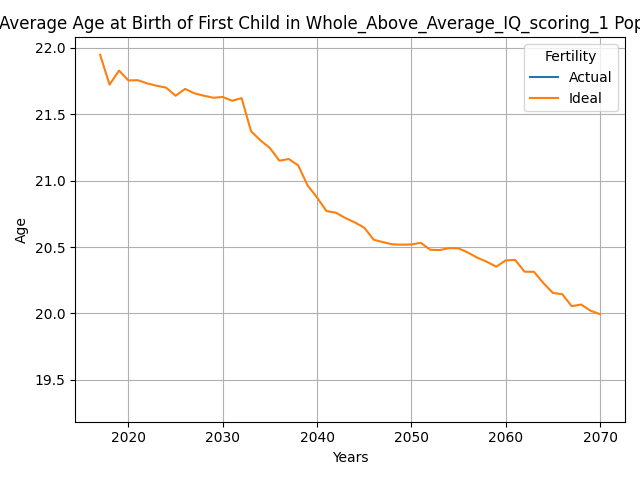 Average Age at Birth of First Child in Whole_Above_Average_IQ_scoring_1 Pop
Fertility
Actual
Ideal
22.0
21.5
21.0
20.5
20.0
19.5
Age
2020 2030 2040 2050 2060 2070
Years